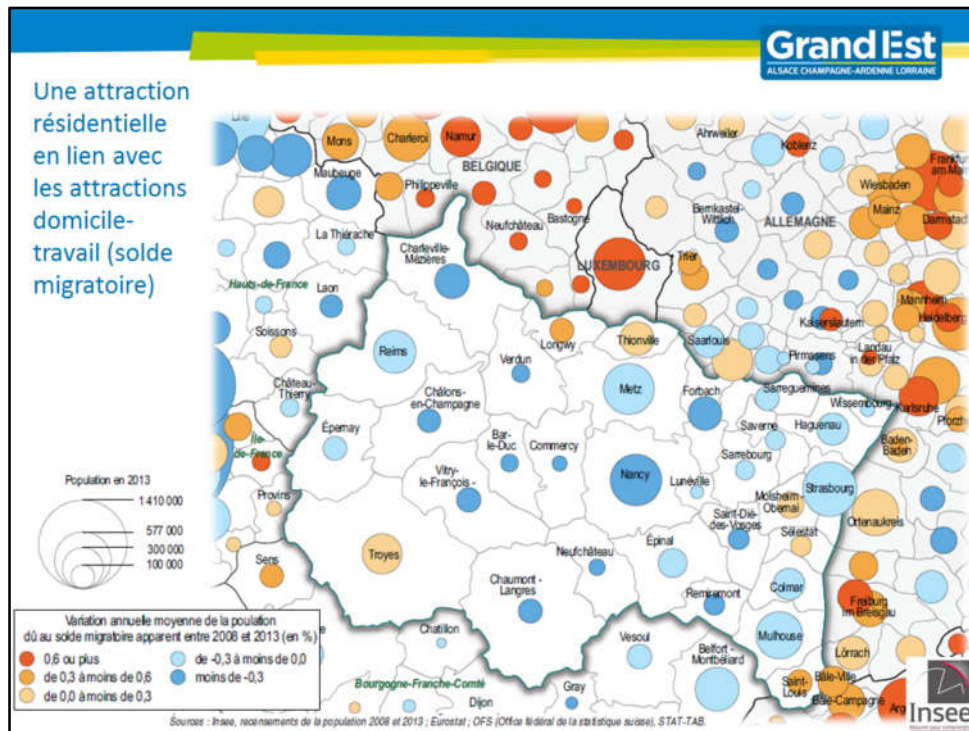 GrandEst
ALSACE CHAMPAGNE-ARDENNE LORRAINE
Une attraction
résidentielle
en lien avec
les attractions
domicile-
travail (solde
migratoire)
Lille
Mons
Charleroi
Namur
BELGIQUE
Maubeuge
Philippeville
Bastogne
Neufchâteau
LUXEMBOURG
Ahrweiler
Koblenz
Frankfurt
am Main
Wiesbaden
Mainz
Darmstadt
Bernkastel-
Wittlich
ALLEMAGNE
Trier
Mannheim
Heidelberg
Kaiserslautern
Landau
in der Pfalz
Pirmasens
Saarlouis
La Thiérache
Charleville-
Mézières
Hauts-de-France
Laon
Soissons
Reims
Verdun
Longwy
Thionville
Metz
Forbach
Sarreguemines
Wissembourg
Karlsruhe
Pforzh
Château-
Thierry
Châlons-
en-Champagne
Épernay
Île-
de-France
Bar-
le-Duc
Commercy
Saverne
Haguenau
Baden-
Baden
Sarrebourg
Vitry-
le-François
Nancy
Lunéville
Strasbourg
Molsheim-
Obernai
Ortenaukreis
Provins
Saint-Dié-
des-Vosges
Sélestat
Sens
Troyes
Neufchâteau
Épinal
Colmar
Chaumont -
Langres
Remiremont
Freiburg
im Breisgau
Mulhouse
Chatillon
Vesoul
Belfort -
Montbéliard
Lörrach
Saint-
Louis
Bâle-Ville
Bâle-Campagne
Bourgogne-Franche-Comté
Dijon
Gray
Population en 2013
1 410 000
577 000
300 000
100 000
Variation annuelle moyenne de la poulation
dû au solde migratoire apparent entre 2008 et 2013 (en %)
0,6 ou plus
de 0,3 à moins de 0,6
de 0,0 à moins de 0,3
de -0,3 à moins de 0,0
moins de -0,3
Sources : Insee, recensements de la population 2008 et 2013 ; Eurostat ; OFS (Office fédéral de la statistique suisse), STAT-TAB.
Insee